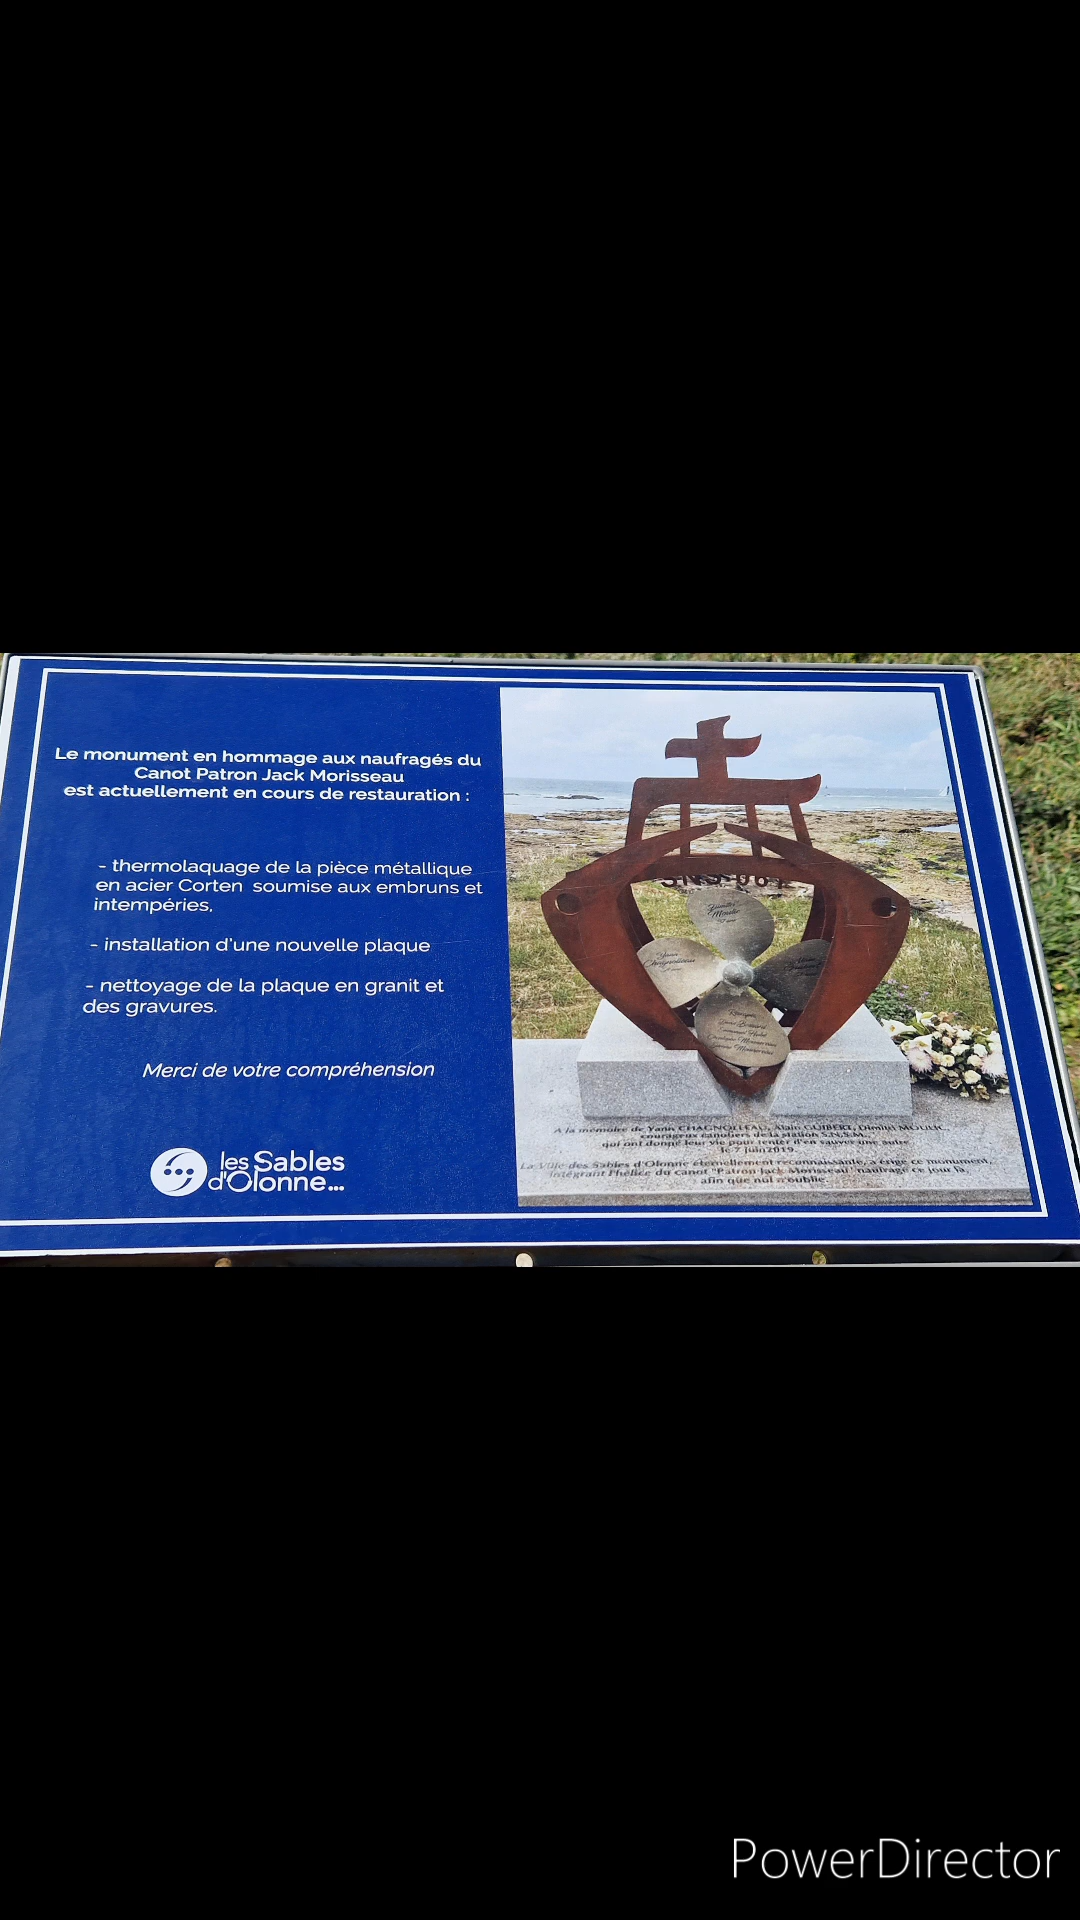 Le monument en hommage aux naufragés du
Canot Patron Jack Morisseau
est actuellement en cours de restauration :
- thermolaquage de la pièce métallique
en acier Corten soumise aux embruns et
intempéries,
- installation d'une nouvelle plaque
- nettoyage de la plaque en granit et
des gravures.
Merci de votre compréhension
les Sables
d'Olonne...
Yann
Chagnolleau
A la mémoire de Yann CHAGNOLLEAU, Alain GUIBERT, Dimitri MOULIC,
courageux canotiers de la station S.N.S.M.,
qui ont donné leur vie pour tenter d'en sauver une autre
le 7 juin 2019.
La Ville des Sables d'Olonne éternellement reconnaissante, a érigé ce monument,
intégrant l'hélice du canot "Patron Jack Morisseau" naufragé ce jour là,
afin que nul n'oublie.
PowerDirector